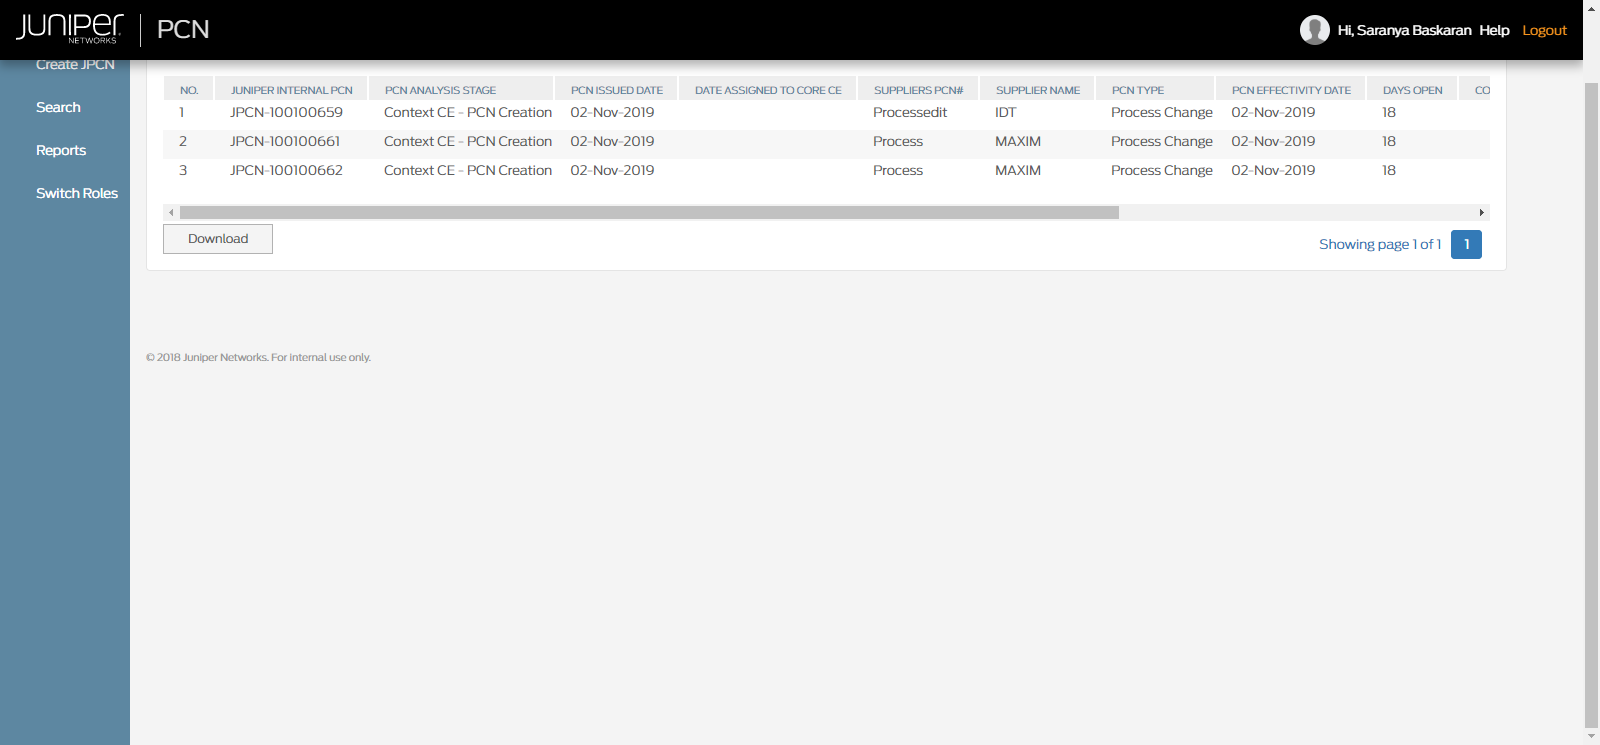 JUNIPEr NETWORKS PCN Hi, Saranya Baskaran Help Logout
Create JPCN
Search
Reports
Switch Roles
NO. JUNIPER INTERNAL PCN PCN ANALYSIS STAGE PCN ISSUED DATE DATE ASSIGNED TO CORE CE SUPPLIERS PCN# SUPPLIER NAME PCN TYPE PCN EFFECTIVITY DATE DAYS OPEN CO
1 JPCN-100100659 Context CE - PCN Creation 02-Nov-2019 Processedit IDT Process Change 02-Nov-2019 18
2 JPCN-100100661 Context CE - PCN Creation 02-Nov-2019 Process MAXIM Process Change 02-Nov-2019 18
3 JPCN-100100662 Context CE - PCN Creation 02-Nov-2019 Process MAXIM Process Change 02-Nov-2019 18
Download Showing page 1 of 1 1
© 2018 Juniper Networks. For internal use only.